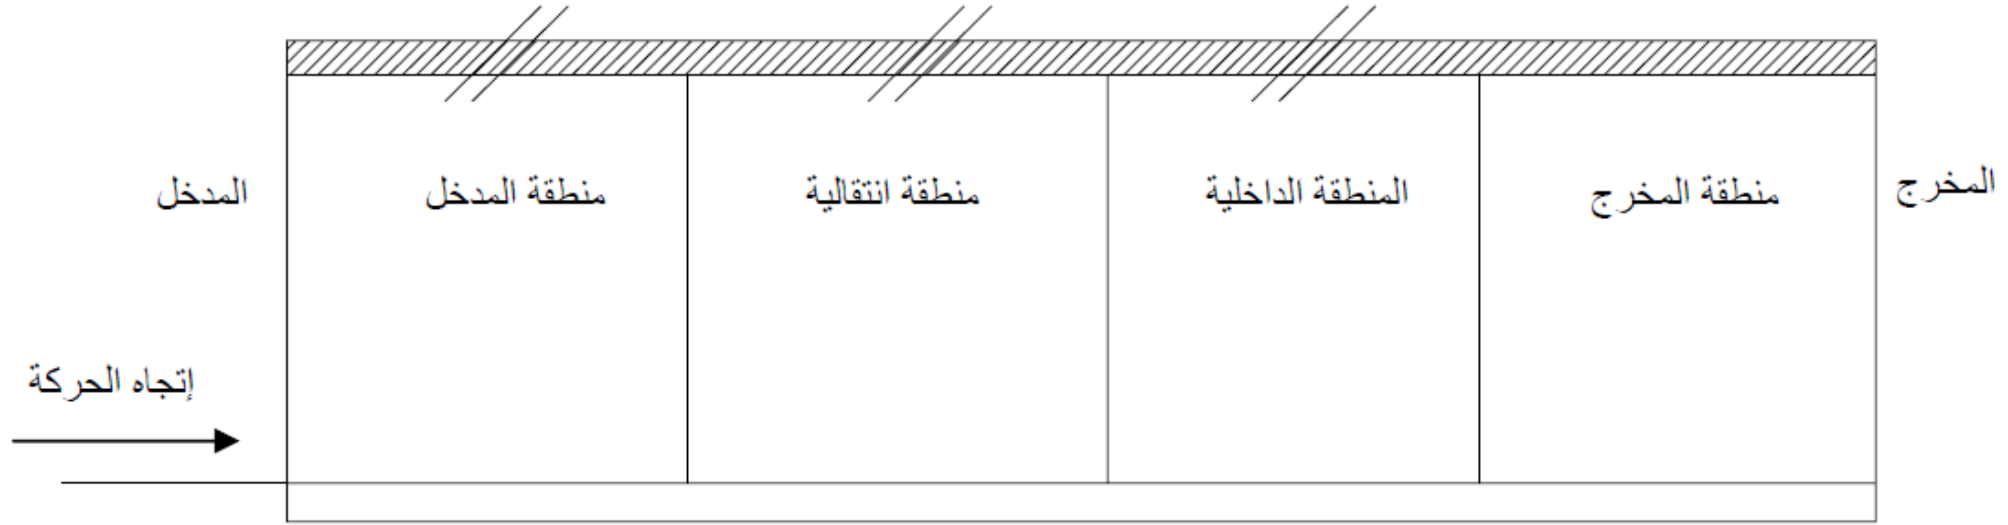 المدخل
منطقة المدخل
منطقة انتقالية
المنطقة الداخلية
منطقة المخرج
المخرج
إتجاه الحركة